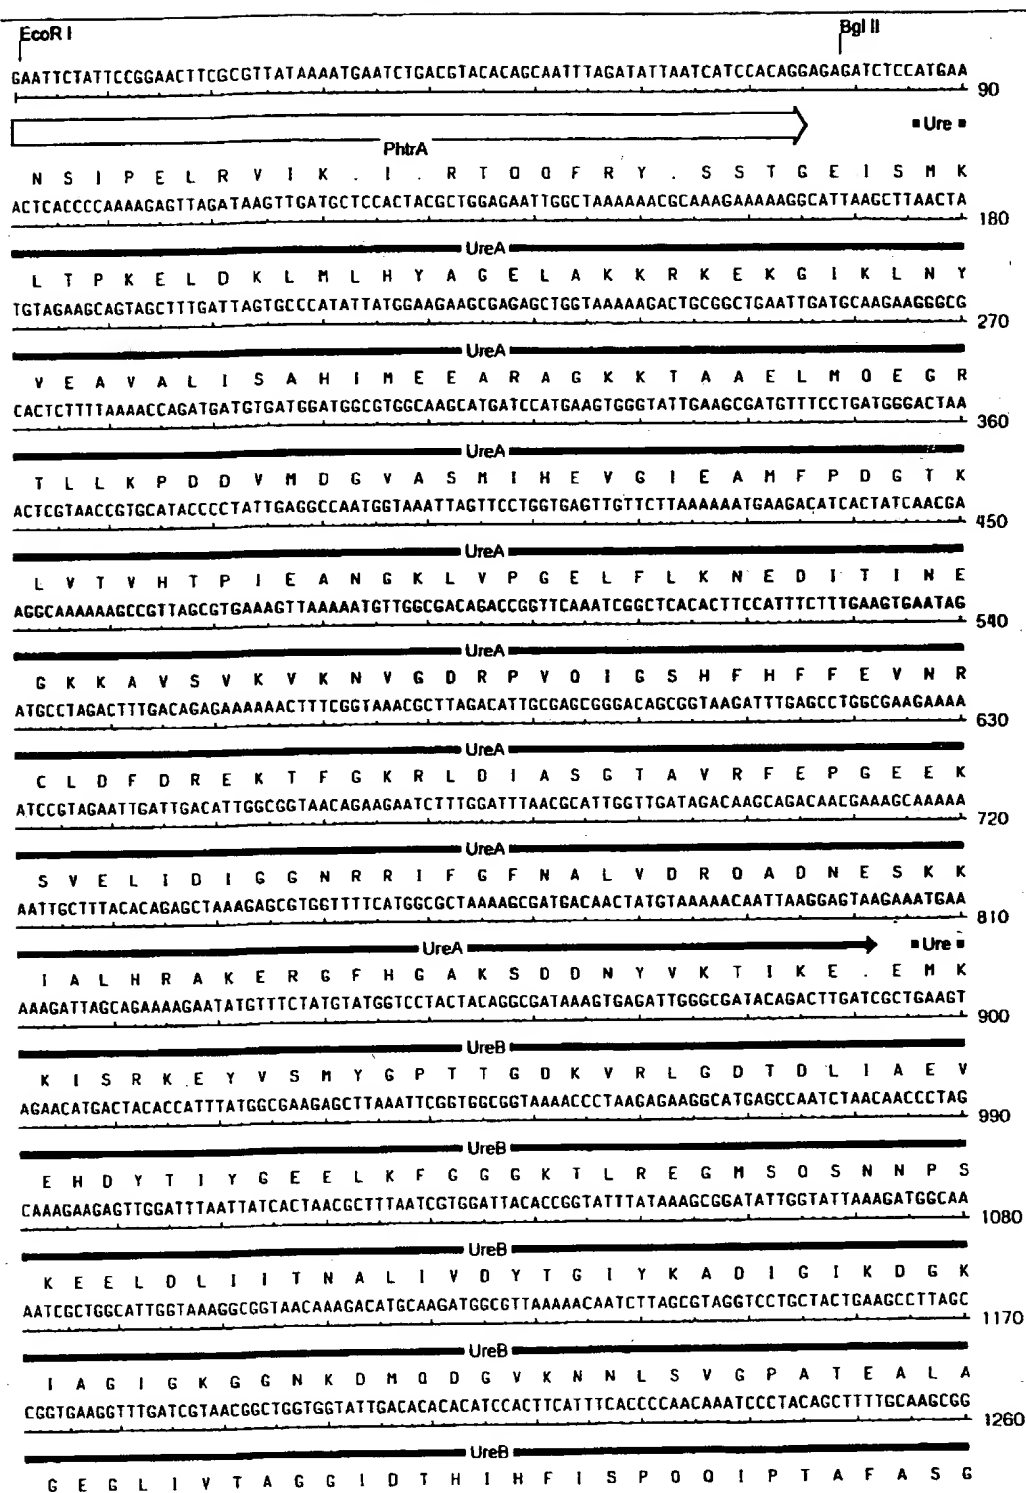 EcoR I Bgl II
GAATTCTATTCCGGAACTTCGCGTTATAAAATGAATCTGACGTACACAGCAATTTAGATATTAATCATCCACAGGAGAGATCTCCATGAA
90
PhtrA Ure
N S I P E L R V I K . I . R T Q Q F R Y . S S T G E I S M K
ACTCACCCCAAAAGAGTTAGATAAGTTGATGCTCCACTACGCTGGAGAATTGGCTAAAAAACGCAAAGAAAAAGGCATTAAGCTTAACTA
180
UreA
L T P K E L D K L M L H Y A G E L A K K R K E K G I K L N Y
TGTAGAAGCAGTAGCTTTGATTAGTGCCCATATTATGGAAGAAGCGAGAGCTGGTAAAAAGACTGCGGCTGAATTGATGCAAGAAGGGCG
270
UreA
V E A V A L I S A H I M E E A R A G K K T A A E L M Q E G R
CACTCTTTTAAAACCAGATGATGTGATGGATGGCGTGGCAAGCATGATCCATGAAGTGGGTATTGAAGCGATGTTTCCTGATGGGACTAA
360
UreA
T L L K P D D V M D G V A S M I H E V G I E A M F P D G T K
ACTCGTAACCGTGCATACCCCTATTGAGGCCAATGGTAAATTAGTTCCTGGTGAGTTGTTCTTAAAAAATGAAGACATCACTATCAACGA
450
UreA
L V T V H T P I E A N G K L V P G E L F L K N E D I T I N E
AGGCAAAAAAGCCGTTAGCGTGAAAGTTAAAAATGTTGGCGACAGACCGGTTCAAATCGGCTCACACTTCCATTTCTTTGAAGTGAATAG
540
UreA
G K K A V S V K V K N V G D R P V Q I G S H F H F F E V N R
ATGCCTAGACTTTGACAGAGAAAAAACTTTCGGTAAACGCTTAGACATTGCGAGCGGGACAGCGGTAAGATTTGAGCCTGGCGAAGAAAA
630
UreA
C L D F D R E K T F G K R L D I A S G T A V R F E P G E E K
ATCCGTAGAATTGATTGACATTGGCGGTAACAGAAGAATCTTTGGATTTAACGCATTGGTTGATAGACAAGCAGACAACGAAAGCAAAAA
720
UreA
S V E L I D I G G N R R I F G F N A L V D R Q A D N E S K K
AATTGCTTTACACAGAGCTAAAGAGCGTGGTTTTCATGGCGCTAAAAGCGATGACAACTATGTAAAAACAATTAAGGAGTAAGAAATGAA
810
UreA Ure
I A L H R A K E R G F H G A K S D D N Y V K T I K E . E M K
AAAGATTAGCAGAAAAGAATATGTTTCTATGTATGGTCCTACTACAGGCGATAAAGTGAGATTGGGCGATACAGACTTGATCGCTGAAGT
900
UreB
K I S R K E Y V S M Y G P T T G D K V R L G D T D L I A E V
AGAACATGACTACACCATTTATGGCGAAGAGCTTAAATTCGGTGGCGGTAAAACCCTAAGAGAAGGCATGAGCCAATCTAACAACCCTAG
990
UreB
E H D Y T I Y G E E L K F G G G K T L R E G M S Q S N N P S
CAAAGAAGAGTTGGATTTAATTATCACTAACGCTTTAATCGTGGATTACACCGGTATTTATAAAGCGGATATTGGTATTAAAGATGGCAA
1080
UreB
K E E L D L I I T N A L I V D Y T G I Y K A D I G I K D G K
AATCGCTGGCATTGGTAAAGGCGGTAACAAAGACATGCAAGATGGCGTTAAAAACAATCTTAGCGTAGGTCCTGCTACTGAAGCCTTAGC
1170
UreB
I A G I G K G G N K D M Q D G V K N N L S V G P A T E A L A
CGGTGAAGGTTTGATCGTAACGGCTGGTGGTATTGACACACACATCCACTTCATTTCACCCCAACAAATCCCTACAGCTTTTGCAAGCGG
1260
UreB
G E G L I V T A G G I D T H I H F I S P Q Q I P T A F A S G